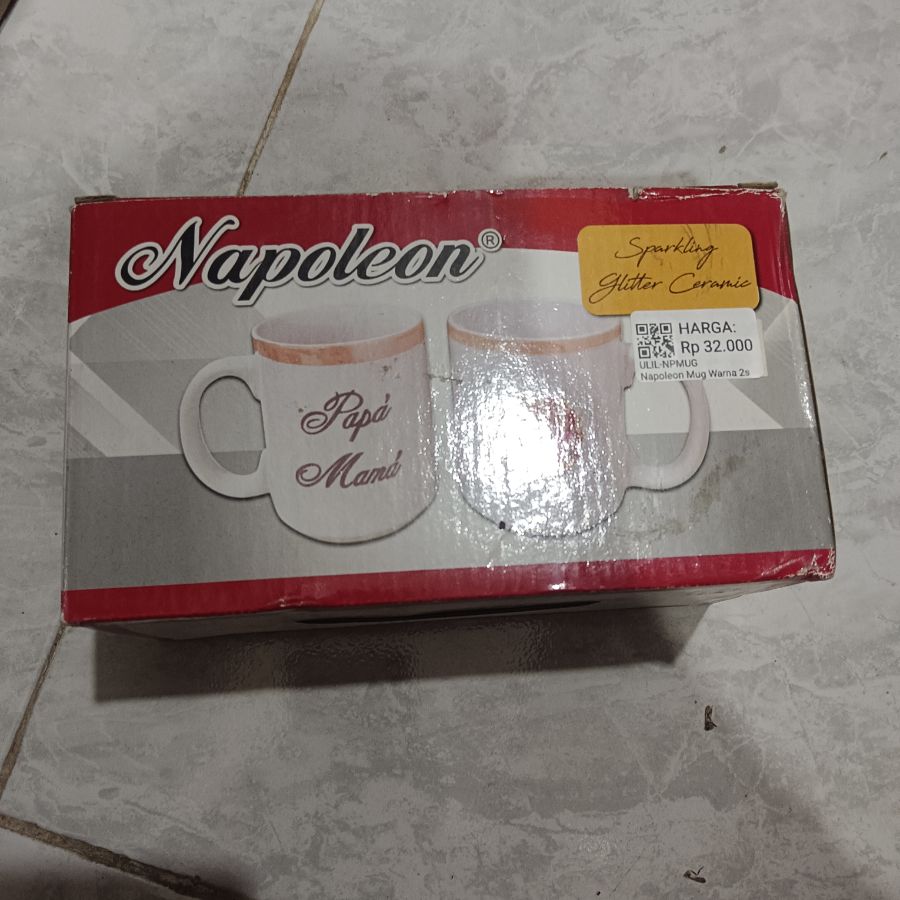 Napoleon®
Sparkling
Glitter Ceramic
HARGA:
Rp 32.000
ULIL-NPMUG
Napoleon Mug Warna 2s
Papá
Mamá